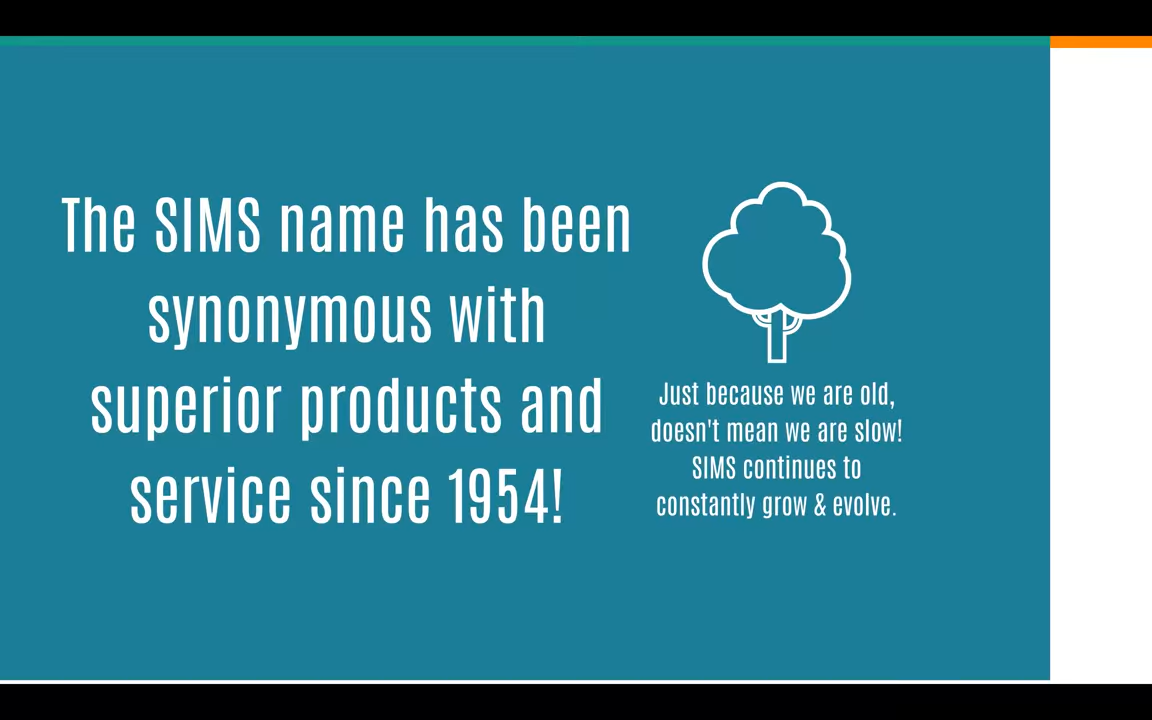 The SIMS name has been
synonymous with
superior products and
service since 1954!
Just because we are old,
doesn't mean we are slow!
SIMS continues to
constantly grow & evolve.